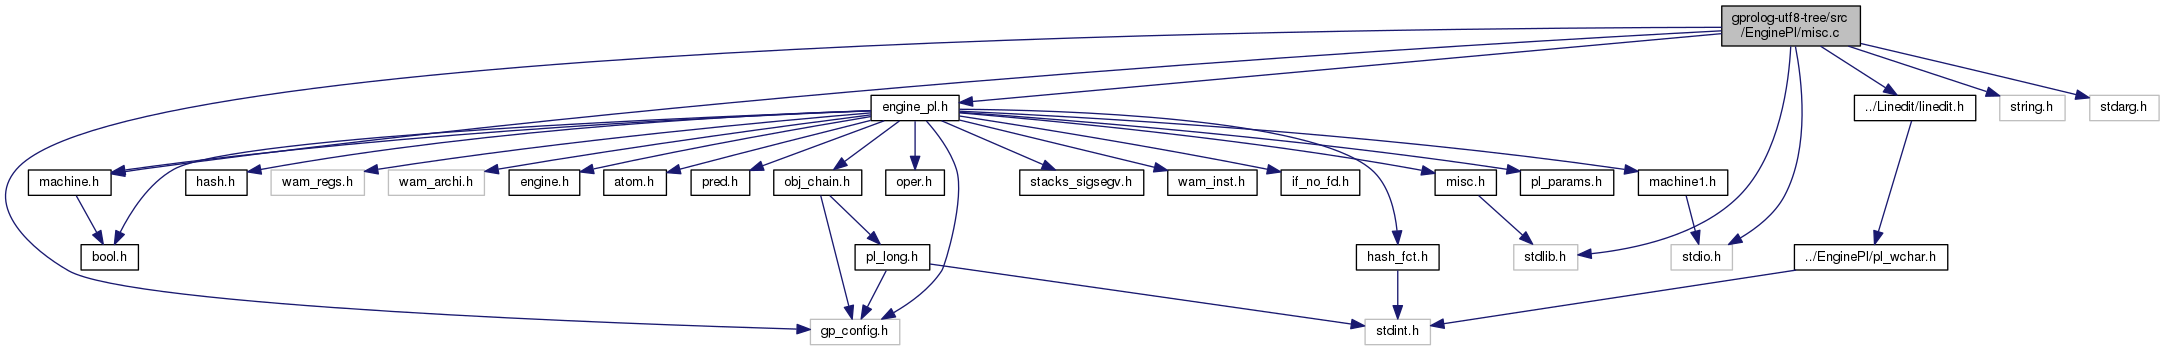 gprolog-utf8-tree/src
/EnginePl/misc.c
engine_pl.h
../Linedit/linedit.h
string.h
stdarg.h
machine.h
hash.h
wam_regs.h
wam_archi.h
engine.h
atom.h
pred.h
obj_chain.h
oper.h
stacks_sigsegv.h
wam_inst.h
if_no_fd.h
misc.h
pl_params.h
machine1.h
bool.h
pl_long.h
hash_fct.h
stdlib.h
stdio.h
../EnginePl/pl_wchar.h
gp_config.h
stdint.h